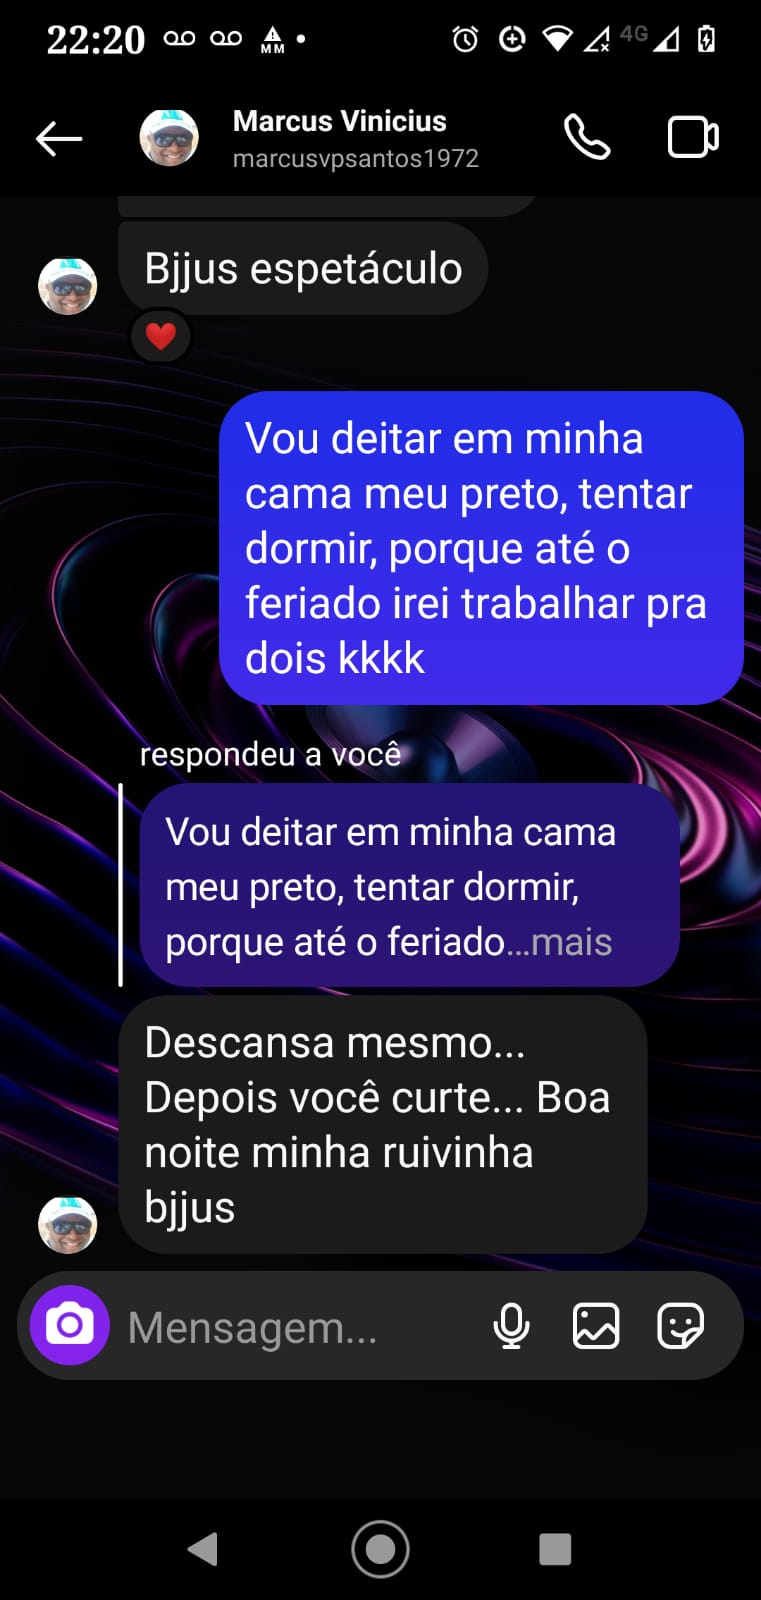 22:20
MM
4G
Marcus Vinicius
marcusvpsantos1972
Bjjus espetáculo
Vou deitar em minha
cama meu preto, tentar
dormir, porque até o
feriado irei trabalhar pra
dois kkkk
respondeu a você
Vou deitar em minha cama
meu preto, tentar dormir,
porque até o feriado...mais
Descansa mesmo...
Depois você curte... Boa
noite minha ruivinha
bjjus
Mensagem...